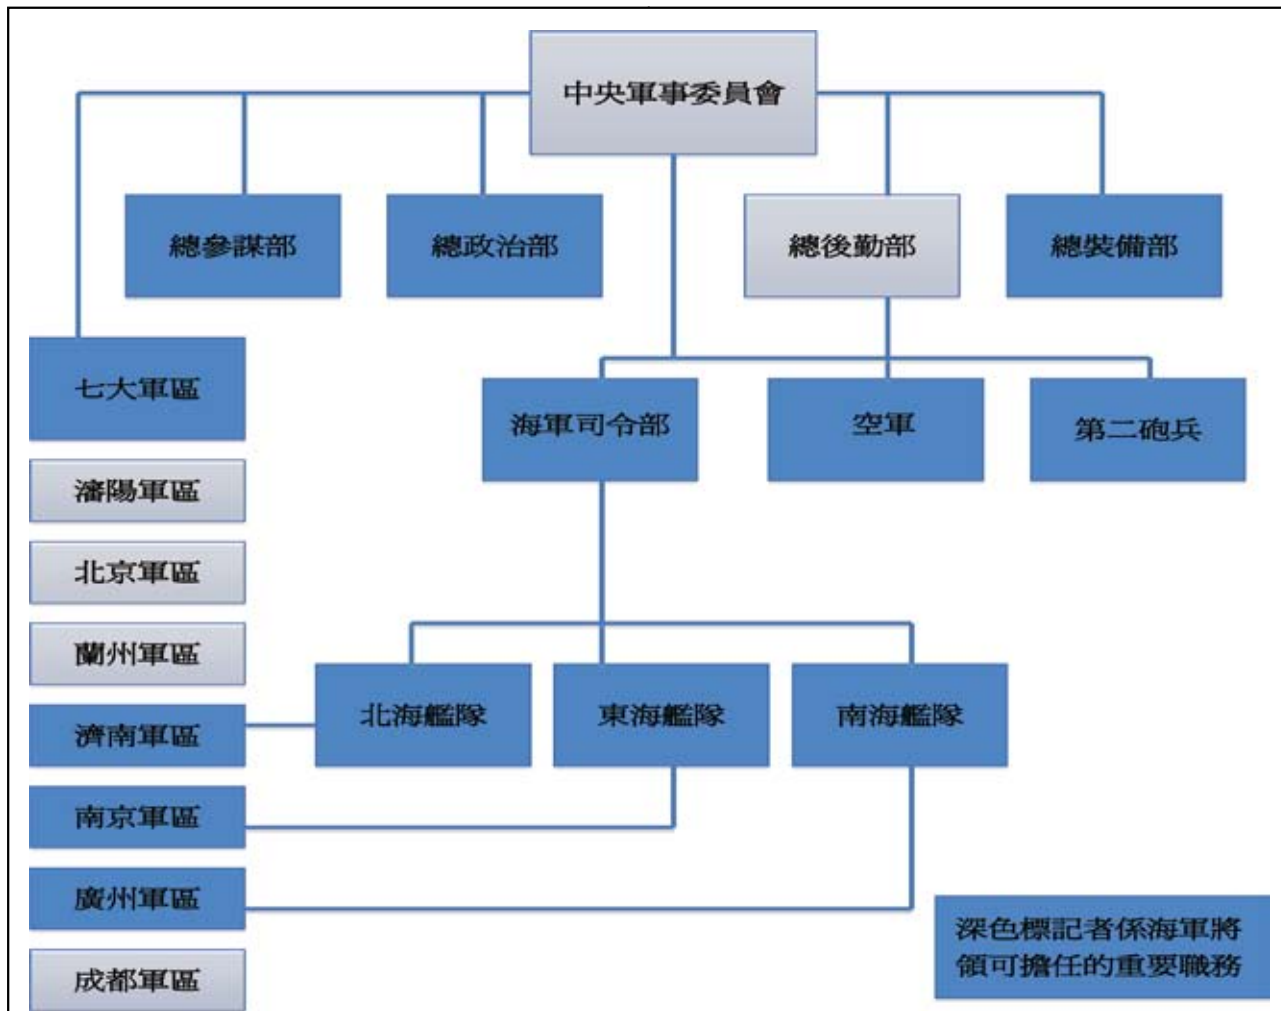 中央軍事委員會
總參謀部
總政治部
總後勤部
總裝備部
七大軍區
海軍司令部
空軍
第二砲兵
瀋陽軍區
北京軍區
蘭州軍區
濟南軍區
南京軍區
廣州軍區
成都軍區
北海艦隊
東海艦隊
南海艦隊
深色標記者係海軍將
領可擔任的重要職務